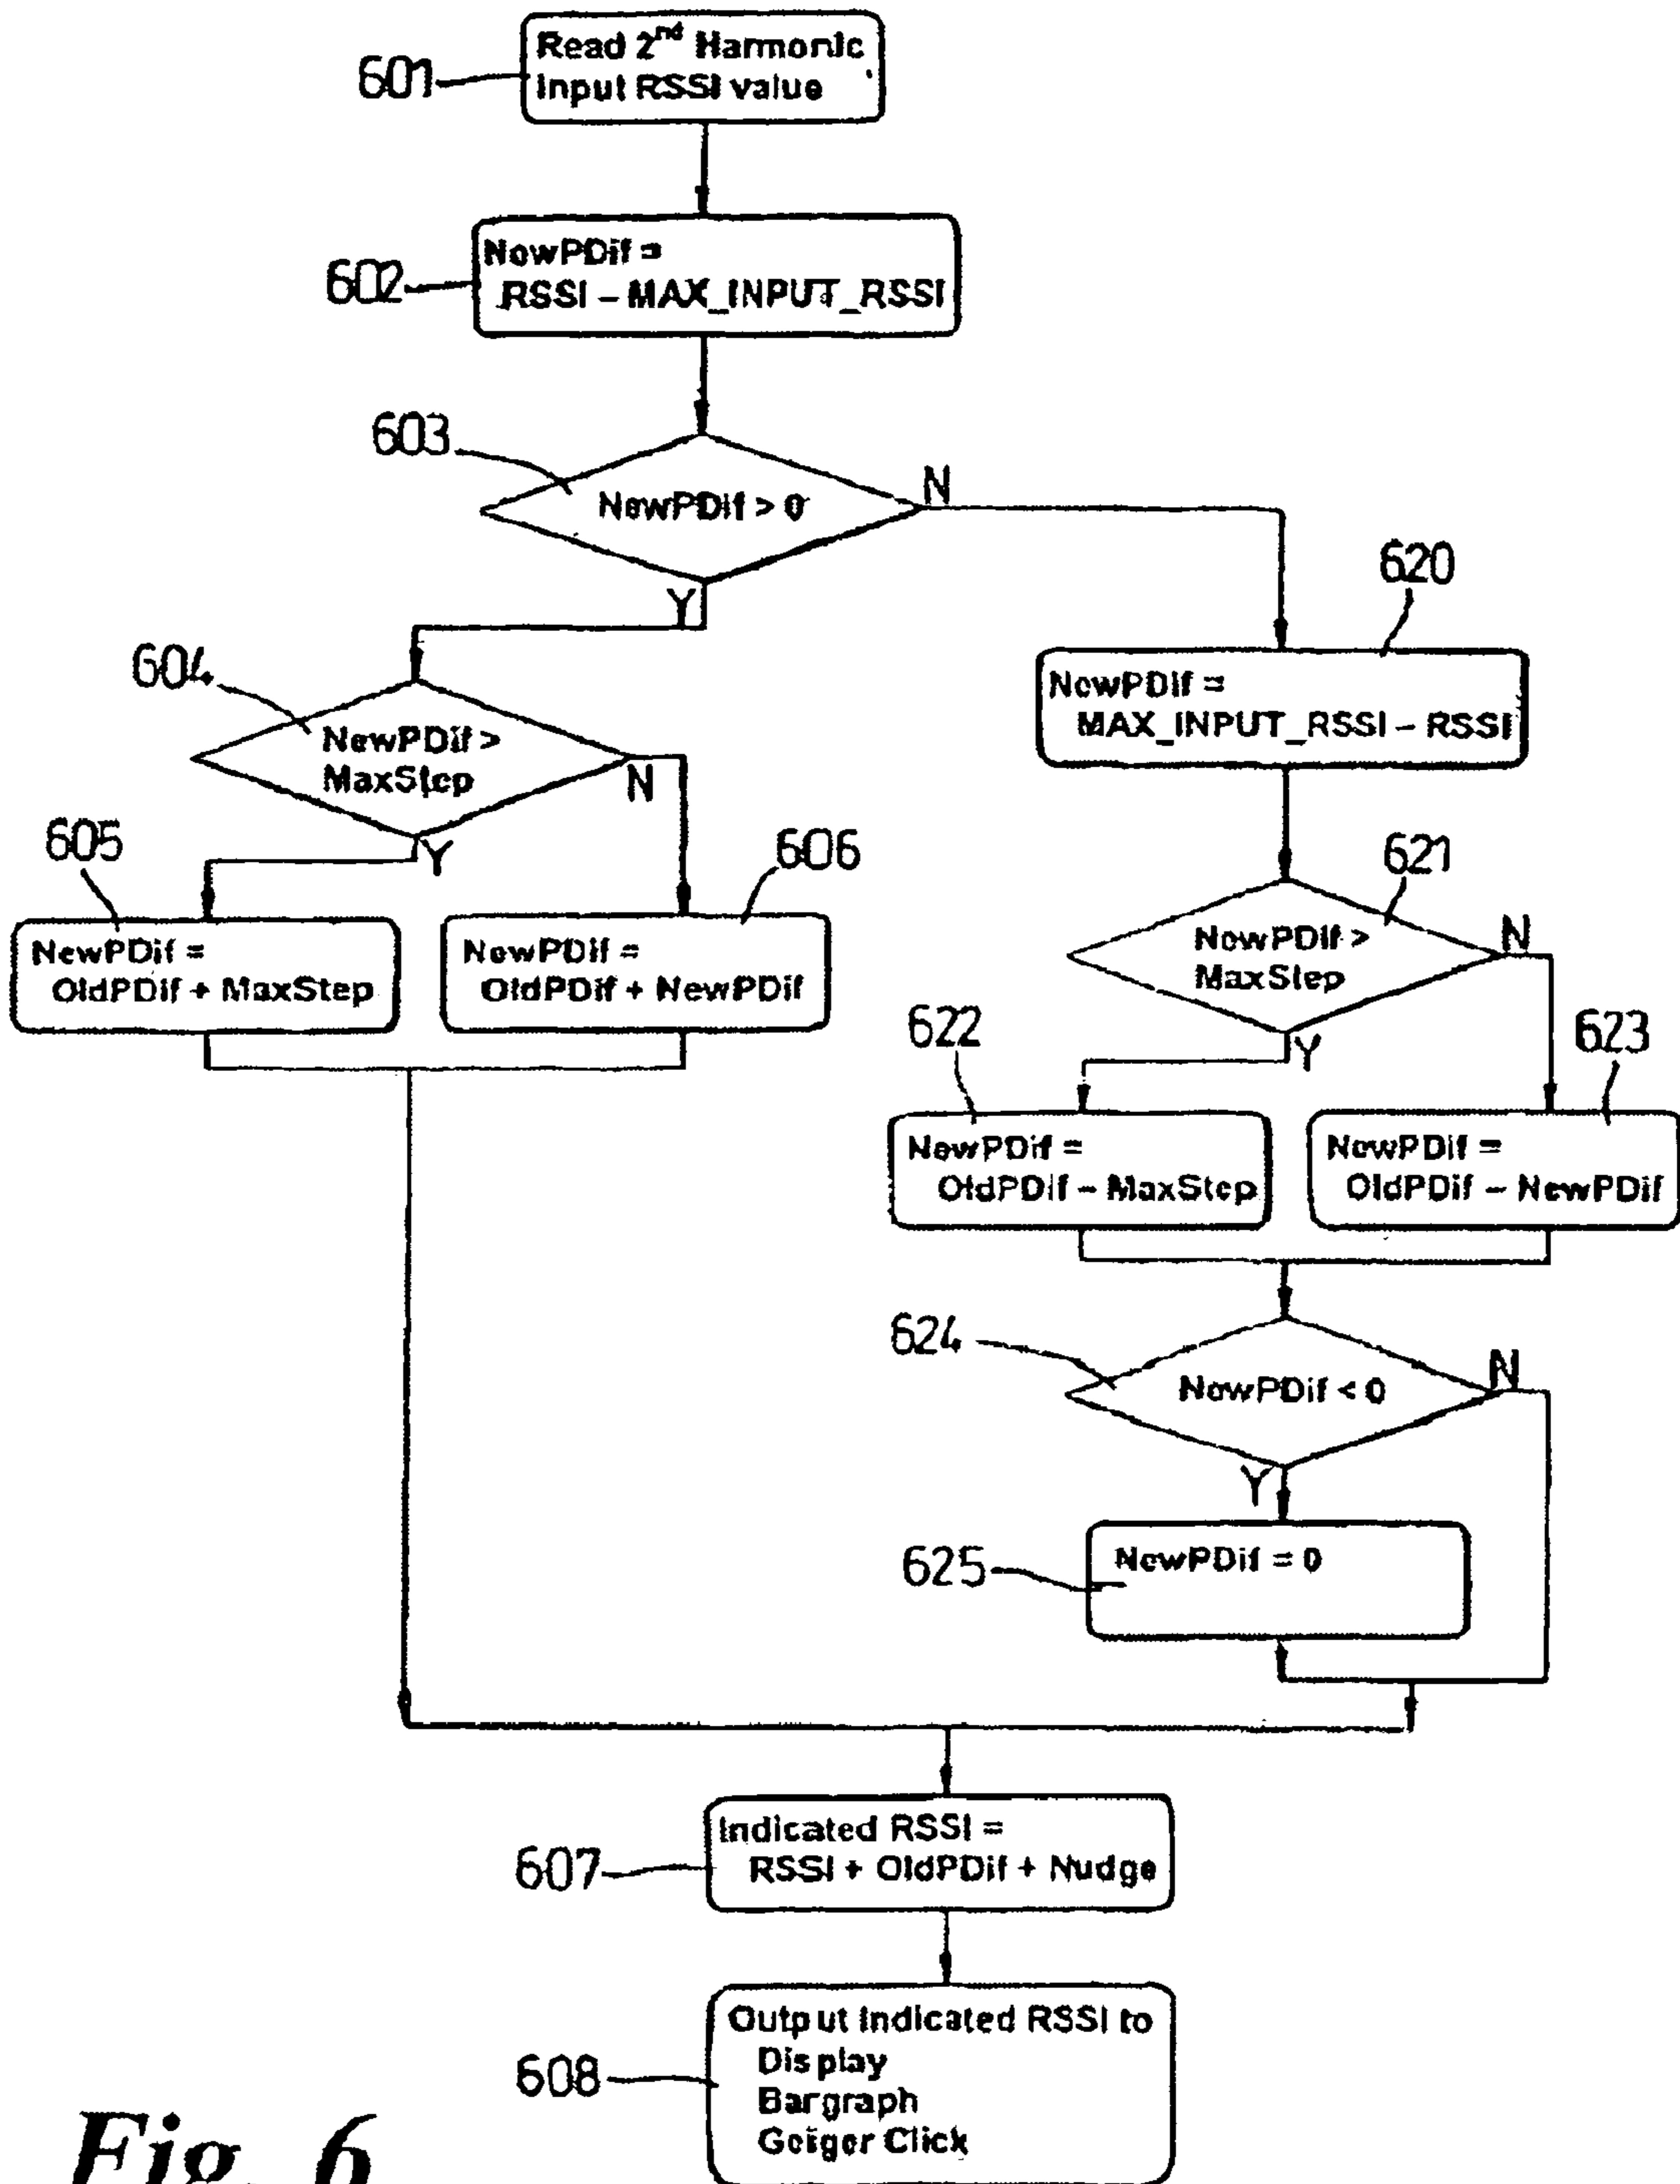 601
Read 2nd Harmonic
Input RSSI value
602
NewPDif =
RSSI – MAX_INPUT_RSSI
603
NewPDif > 0
N
Y
620
NewPDif =
MAX_INPUT_RSSI – RSSI
604
NewPDif >
MaxStep
N
Y
605
NewPDif =
OldPDif + MaxStep
606
NewPDif =
OldPDif + NewPDif
621
NewPDif >
MaxStep
N
Y
622
NewPDif =
OldPDif – MaxStep
623
NewPDif =
OldPDif – NewPDif
624
NewPDif < 0
N
Y
625
NewPDif = 0
607
Indicated RSSI =
RSSI + OldPDif + Nudge
608
Output Indicated RSSI to
Display
Bargraph
Geiger Click
Fig. 6